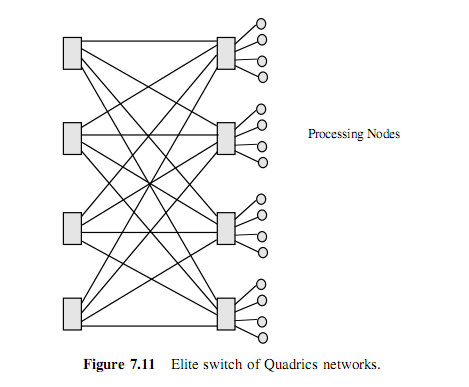 Processing Nodes
Figure 7.11 Elite switch of Quadrics networks.